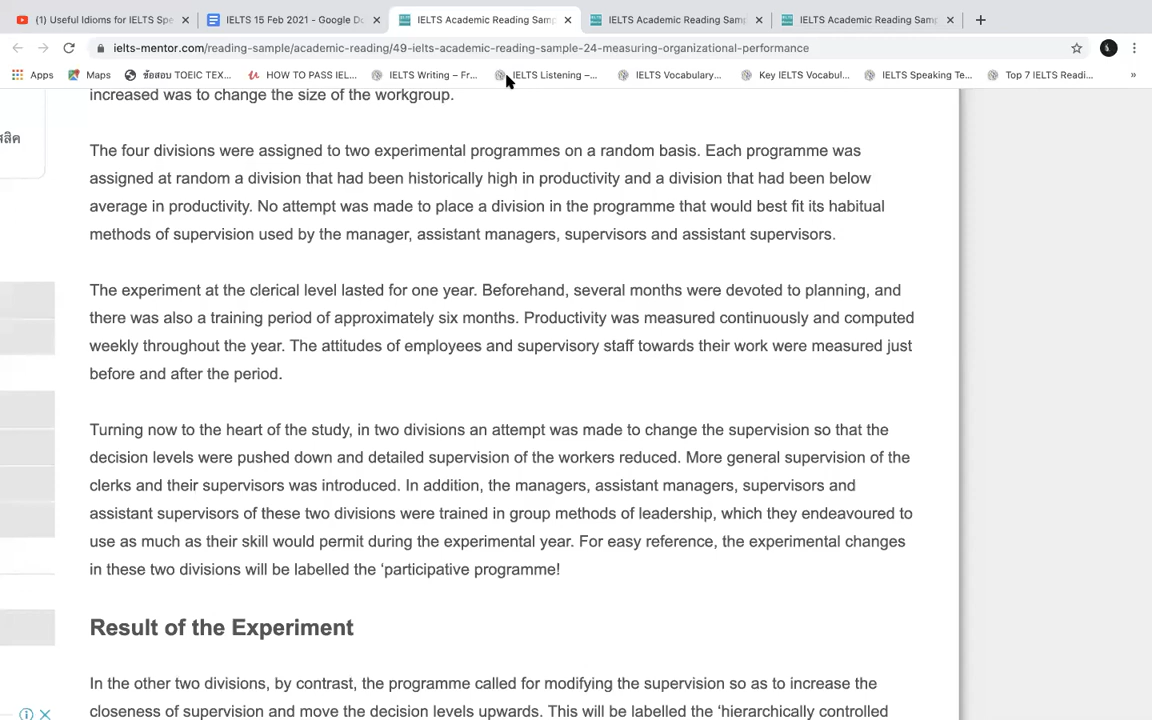 (1) Useful Idioms for IELTS Spe
IELTS 15 Feb 2021 - Google Do
IELTS Academic Reading Samp
IELTS Academic Reading Samp
IELTS Academic Reading Samp
ielts-mentor.com/reading-sample/academic-reading/49-ielts-academic-reading-sample-24-measuring-organizational-performance
Apps
Maps
ข้อสอบ TOEIC TEX...
HOW TO PASS IEL...
IELTS Writing – Fr...
IELTS Listening –...
IELTS Vocabulary...
Key IELTS Vocabul...
IELTS Speaking Te...
Top 7 IELTS Readi...
»
increased was to change the size of the workgroup.
The four divisions were assigned to two experimental programmes on a random basis. Each programme was
assigned at random a division that had been historically high in productivity and a division that had been below
average in productivity. No attempt was made to place a division in the programme that would best fit its habitual
methods of supervision used by the manager, assistant managers, supervisors and assistant supervisors.
The experiment at the clerical level lasted for one year. Beforehand, several months were devoted to planning, and
there was also a training period of approximately six months. Productivity was measured continuously and computed
weekly throughout the year. The attitudes of employees and supervisory staff towards their work were measured just
before and after the period.
Turning now to the heart of the study, in two divisions an attempt was made to change the supervision so that the
decision levels were pushed down and detailed supervision of the workers reduced. More general supervision of the
clerks and their supervisors was introduced. In addition, the managers, assistant managers, supervisors and
assistant supervisors of these two divisions were trained in group methods of leadership, which they endeavoured to
use as much as their skill would permit during the experimental year. For easy reference, the experimental changes
in these two divisions will be labelled the ‘participative programme!
Result of the Experiment
In the other two divisions, by contrast, the programme called for modifying the supervision so as to increase the
closeness of supervision and move the decision levels upwards. This will be labelled the ‘hierarchically controlled